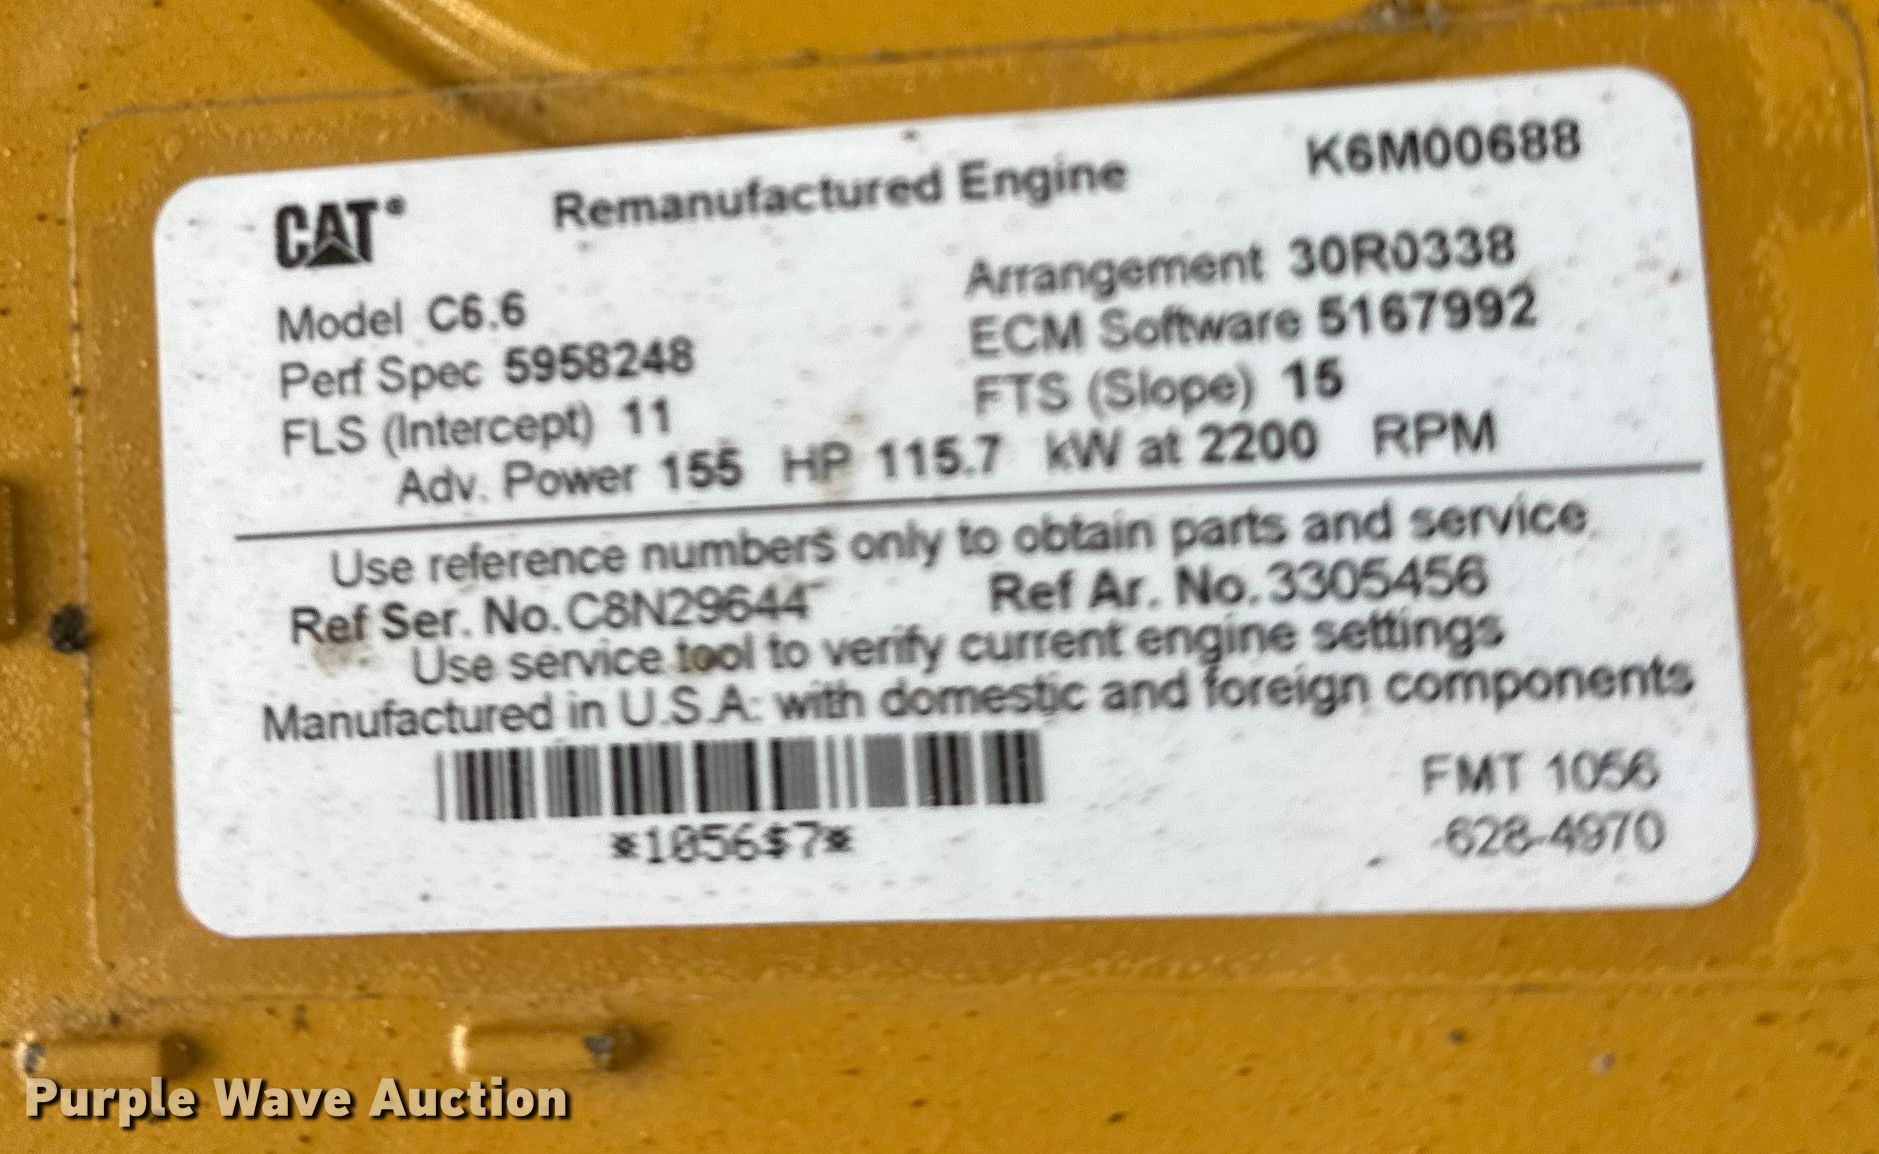 CAT® Remanufactured Engine K6M00688
Model C6.6 Arrangement 30R0338
Perf Spec 5958248 ECM Software 5167992
FLS (Intercept) 11 FTS (Slope) 15
Adv. Power 155 HP 115.7 kW at 2200 RPM
Use reference numbers only to obtain parts and service
Ref Ser. No. C8N29644 Ref Ar. No. 3305456
Use service tool to verify current engine settings
Manufactured in U.S.A. with domestic and foreign components
FMT 1056
*1056$7* 628-4970
Purple Wave Auction